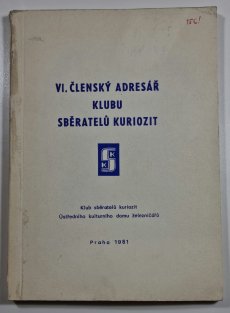 VI. ČLENSKÝ ADRESÁŘ
KLUBU
SBĚRATELŮ KURIOZIT
Klub sběratelů kuriozit
Ústředního kulturního domu železničářů
Praha 1981